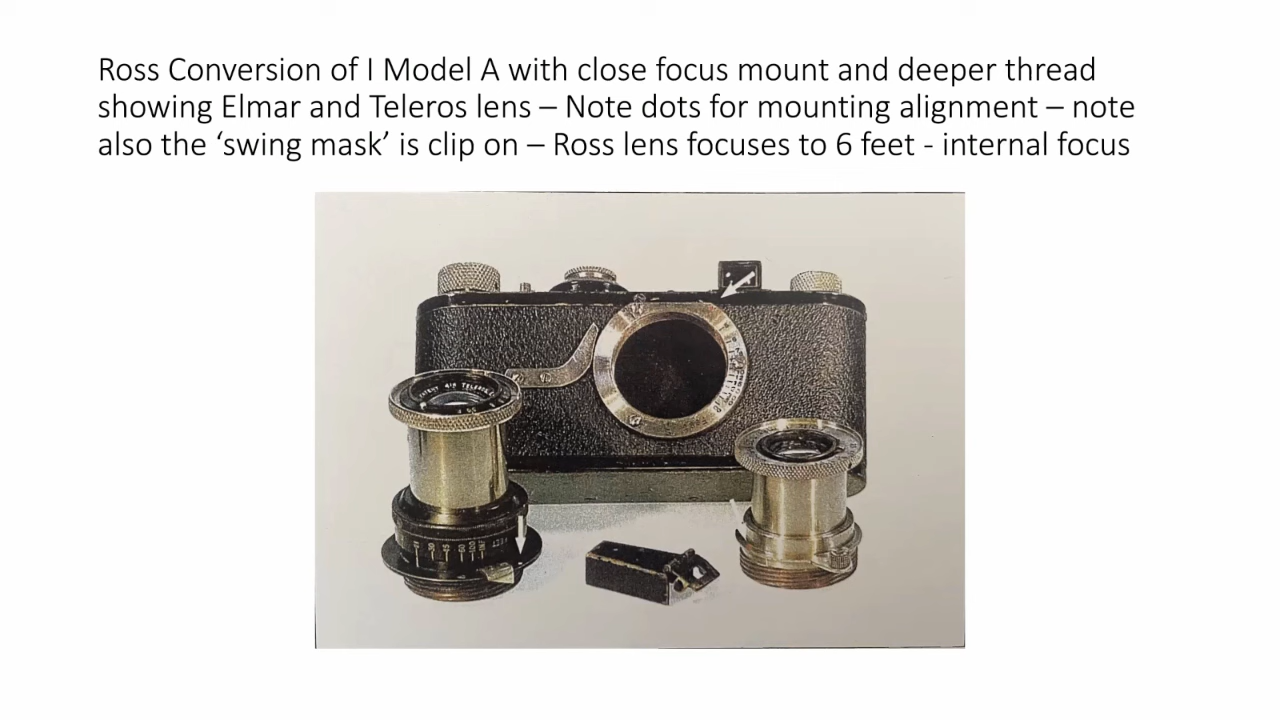 Ross Conversion of I Model A with close focus mount and deeper thread
showing Elmar and Teleros lens – Note dots for mounting alignment – note
also the ‘swing mask’ is clip on – Ross lens focuses to 6 feet - internal focus